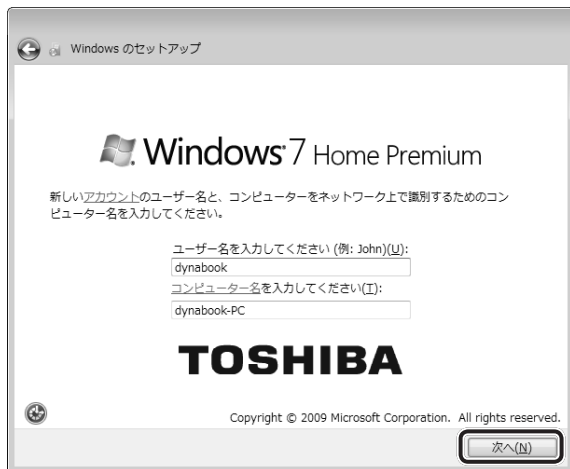 Windows のセットアップ
Windows 7 Home Premium
新しいアカウントのユーザー名と、コンピューターをネットワーク上で識別するためのコン
ピューター名を入力してください。
ユーザー名を入力してください (例: John)(U):
dynabook
コンピューター名を入力してください(T):
dynabook-PC
TOSHIBA
Copyright © 2009 Microsoft Corporation. All rights reserved.
次へ(N)